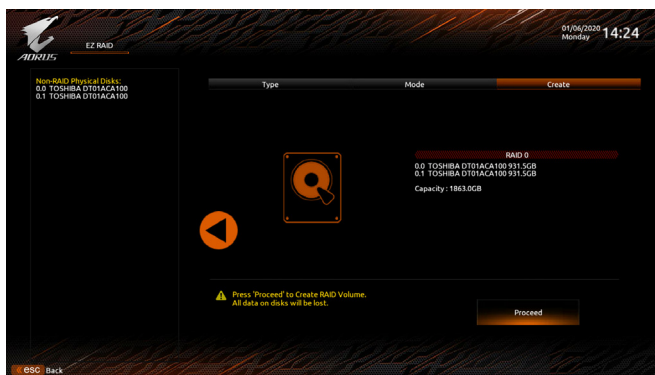 AORUS
EZ RAID
01/06/2020
Monday
14:24
Non-RAID Physical Disks:
0.0 TOSHIBA DT01ACA100
0.1 TOSHIBA DT01ACA100
Type
Mode
Create
RAID 0
0.0 TOSHIBA DT01ACA100 931.5GB
0.1 TOSHIBA DT01ACA100 931.5GB
Capacity : 1863.0GB
Press 'Proceed' to Create RAID Volume.
All data on disks will be lost.
Proceed
« esc Back